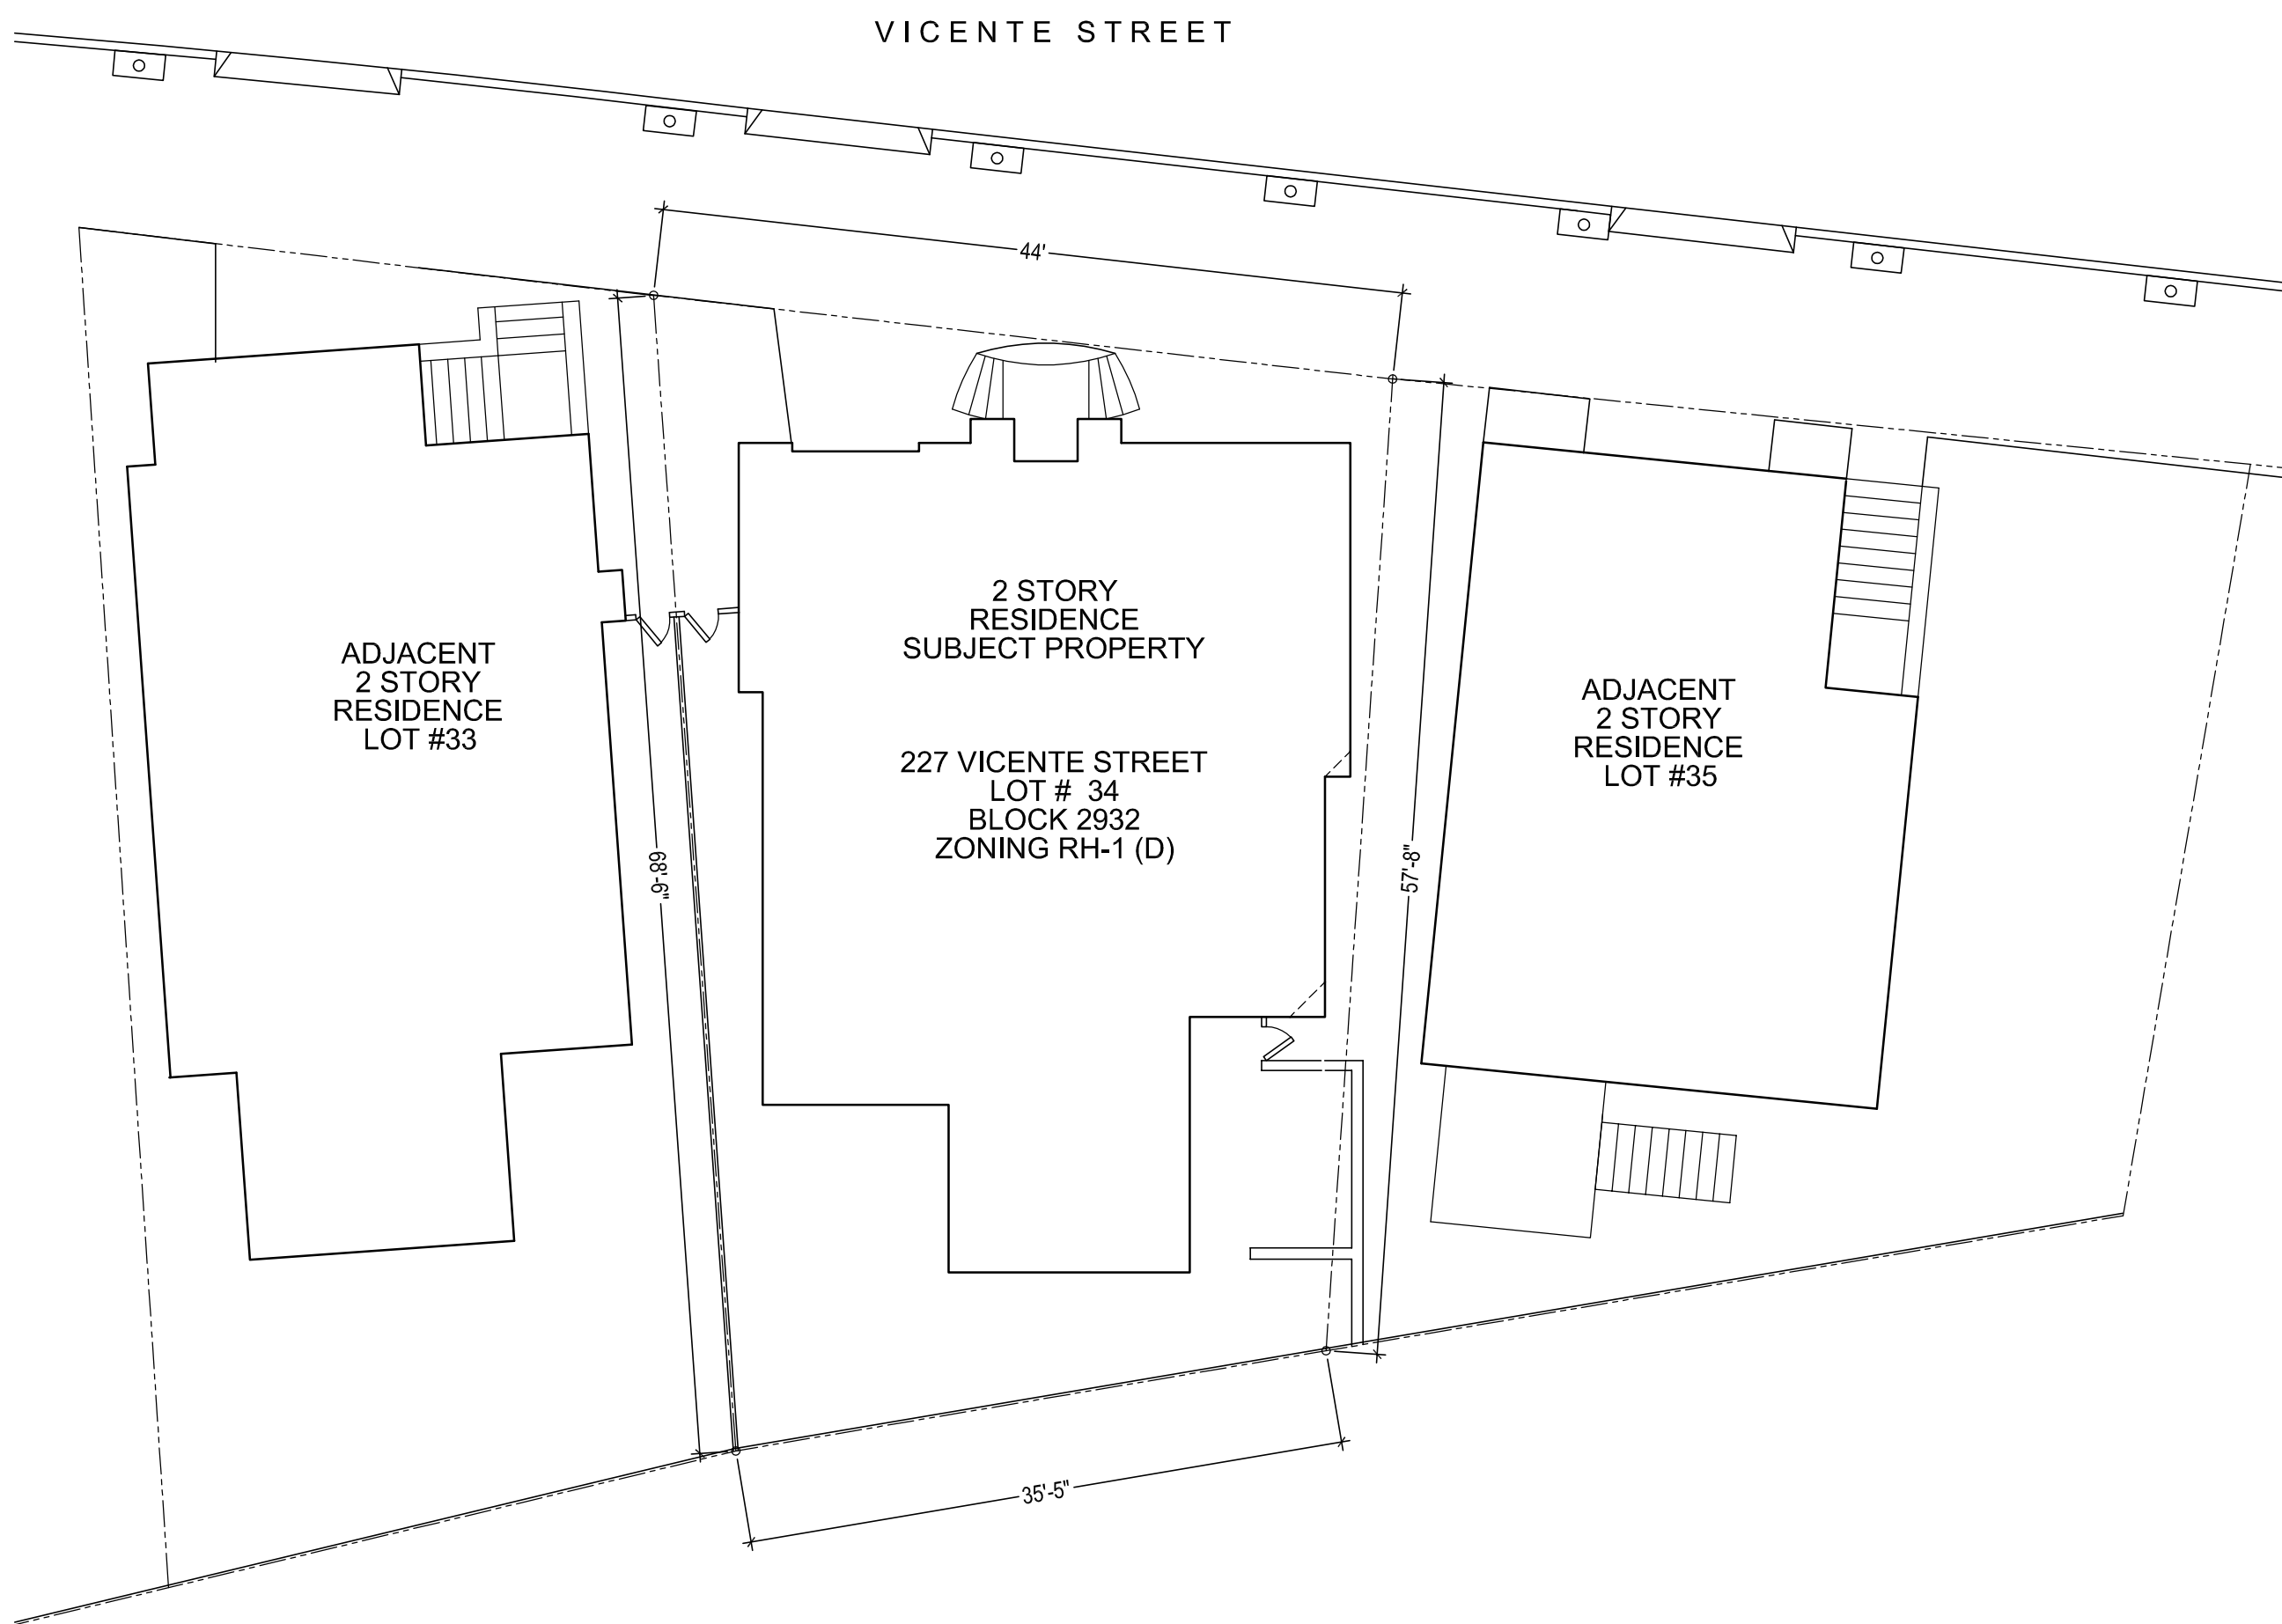 VICENTE STREET
44'
2 STORY
RESIDENCE
SUBJECT PROPERTY
227 VICENTE STREET
LOT # 34
BLOCK 2932
ZONING RH-1 (D)
ADJACENT
2 STORY
RESIDENCE
LOT #33
ADJACENT
2 STORY
RESIDENCE
LOT #35
68'-6"
57'-8"
35'-5"